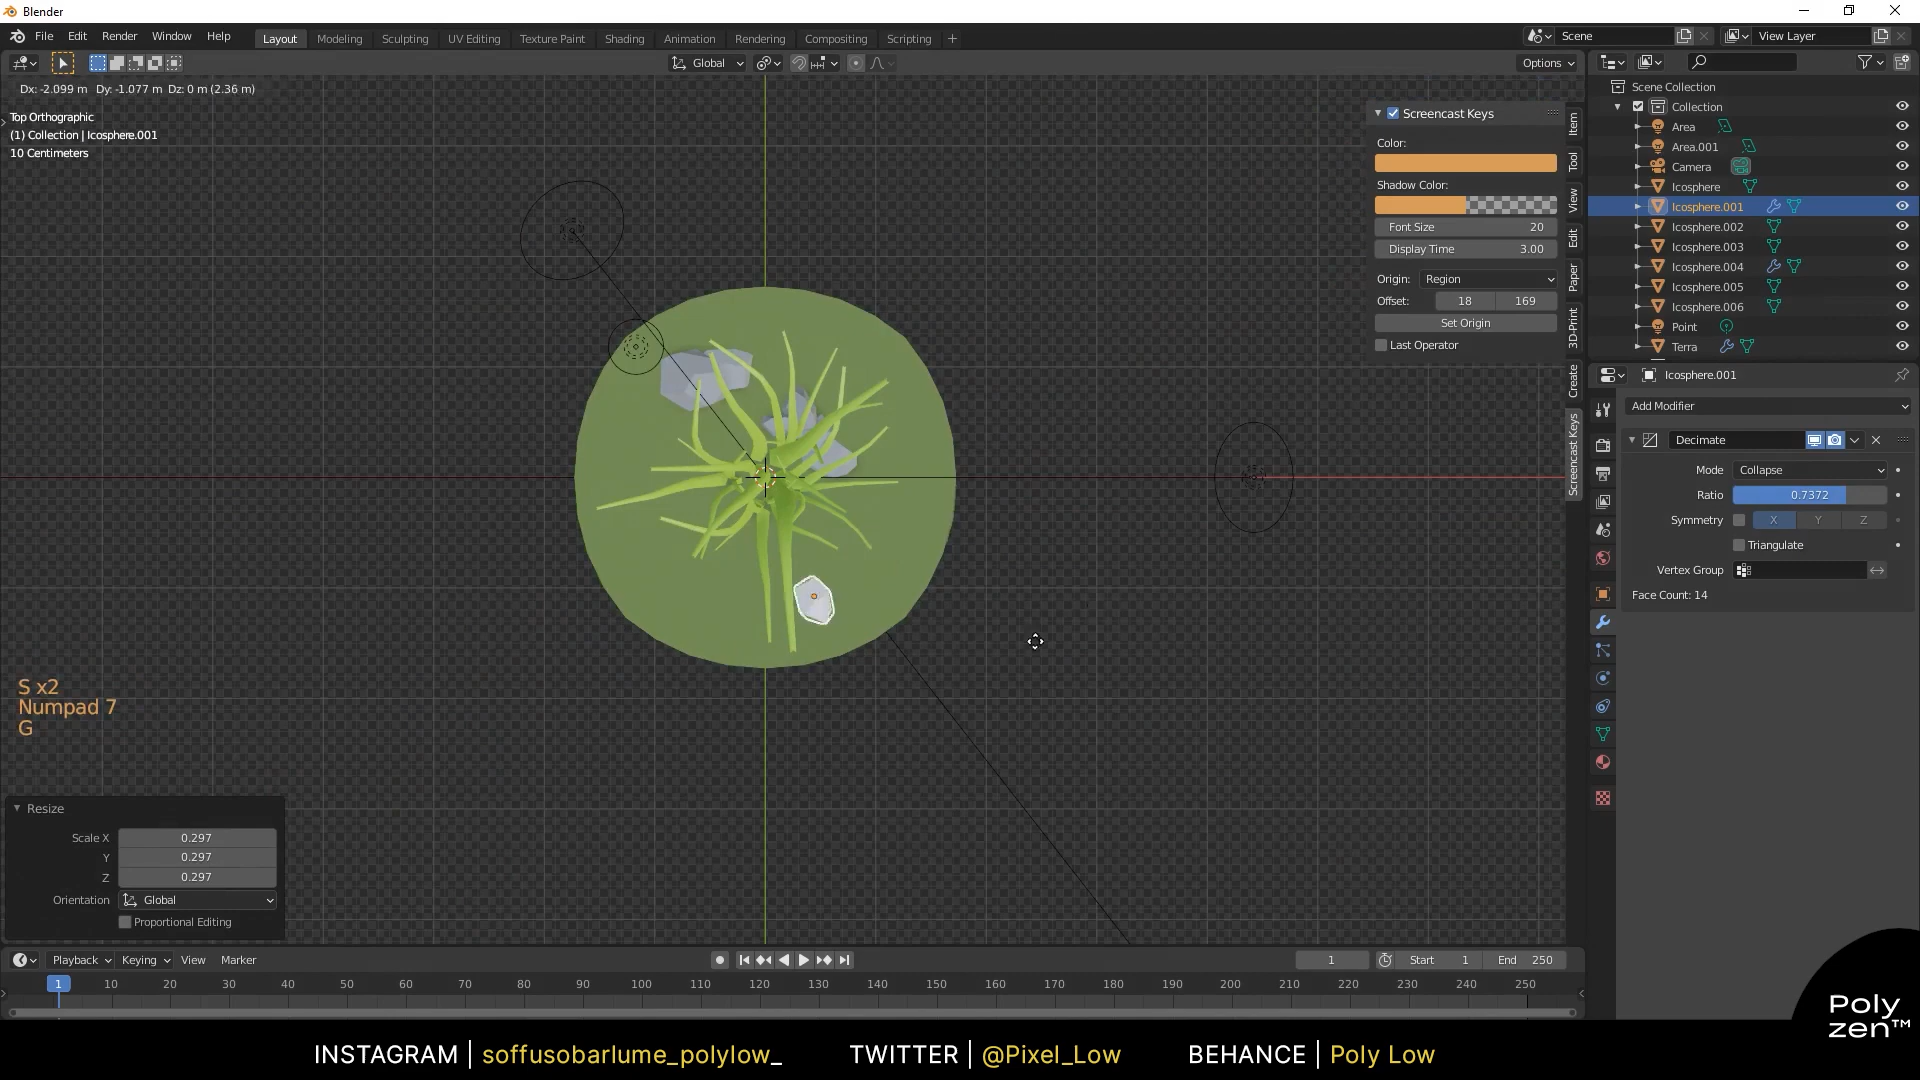 Blender
File Edit Render Window Help
Layout Modeling Sculpting UV Editing Texture Paint Shading Animation Rendering Compositing Scripting +
Scene
View Layer
Global
Options
Dx: -2.099 m Dy: -1.077 m Dz: 0 m (2.36 m)
Top Orthographic
(1) Collection | Icosphere.001
10 Centimeters
Screencast Keys
Color:
Shadow Color:
Font Size 20
Display Time 3.00
Origin: Region
Offset: 18 169
Set Origin
Last Operator
Item
Tool
View
Edit
Paper
3D-Print
Create
Screencast Keys
Scene Collection
Collection
Area
Area.001
Camera
Icosphere
Icosphere.001
Icosphere.002
Icosphere.003
Icosphere.004
Icosphere.005
Icosphere.006
Point
Terra
Icosphere.001
Add Modifier
Decimate
Mode Collapse
Ratio 0.7372
Symmetry X Y Z
Triangulate
Vertex Group
Face Count: 14
S x2
Numpad 7
G
Resize
Scale X 0.297
Y 0.297
Z 0.297
Orientation Global
Proportional Editing
Playback Keying View Marker
1 Start 1 End 250
1 10 20 30 40 50 60 70 80 90 100 110 120 130 140 150 160 170 180 190 200 210 220 230 240 250
Poly
zen™
INSTAGRAM | soffusobarlume_polylow_ TWITTER | @Pixel_Low BEHANCE | Poly Low